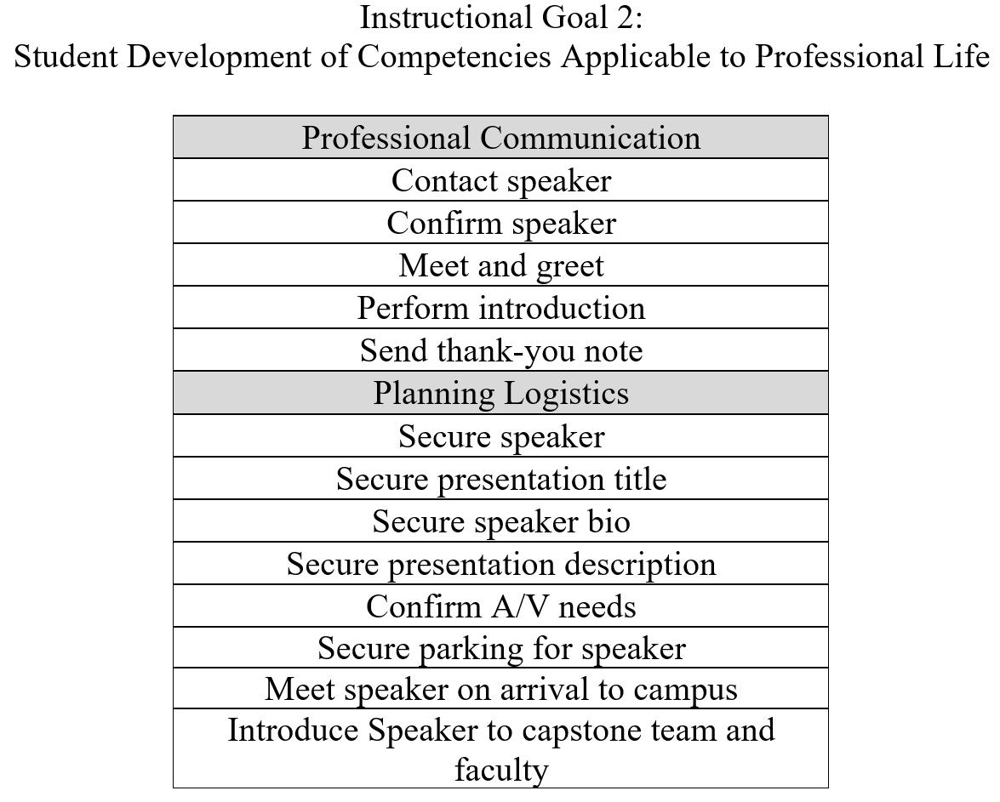 Instructional Goal 2:
Student Development of Competencies Applicable to Professional Life
Professional Communication
Contact speaker
Confirm speaker
Meet and greet
Perform introduction
Send thank-you note
Planning Logistics
Secure speaker
Secure presentation title
Secure speaker bio
Secure presentation description
Confirm A/V needs
Secure parking for speaker
Meet speaker on arrival to campus
Introduce Speaker to capstone team and
faculty